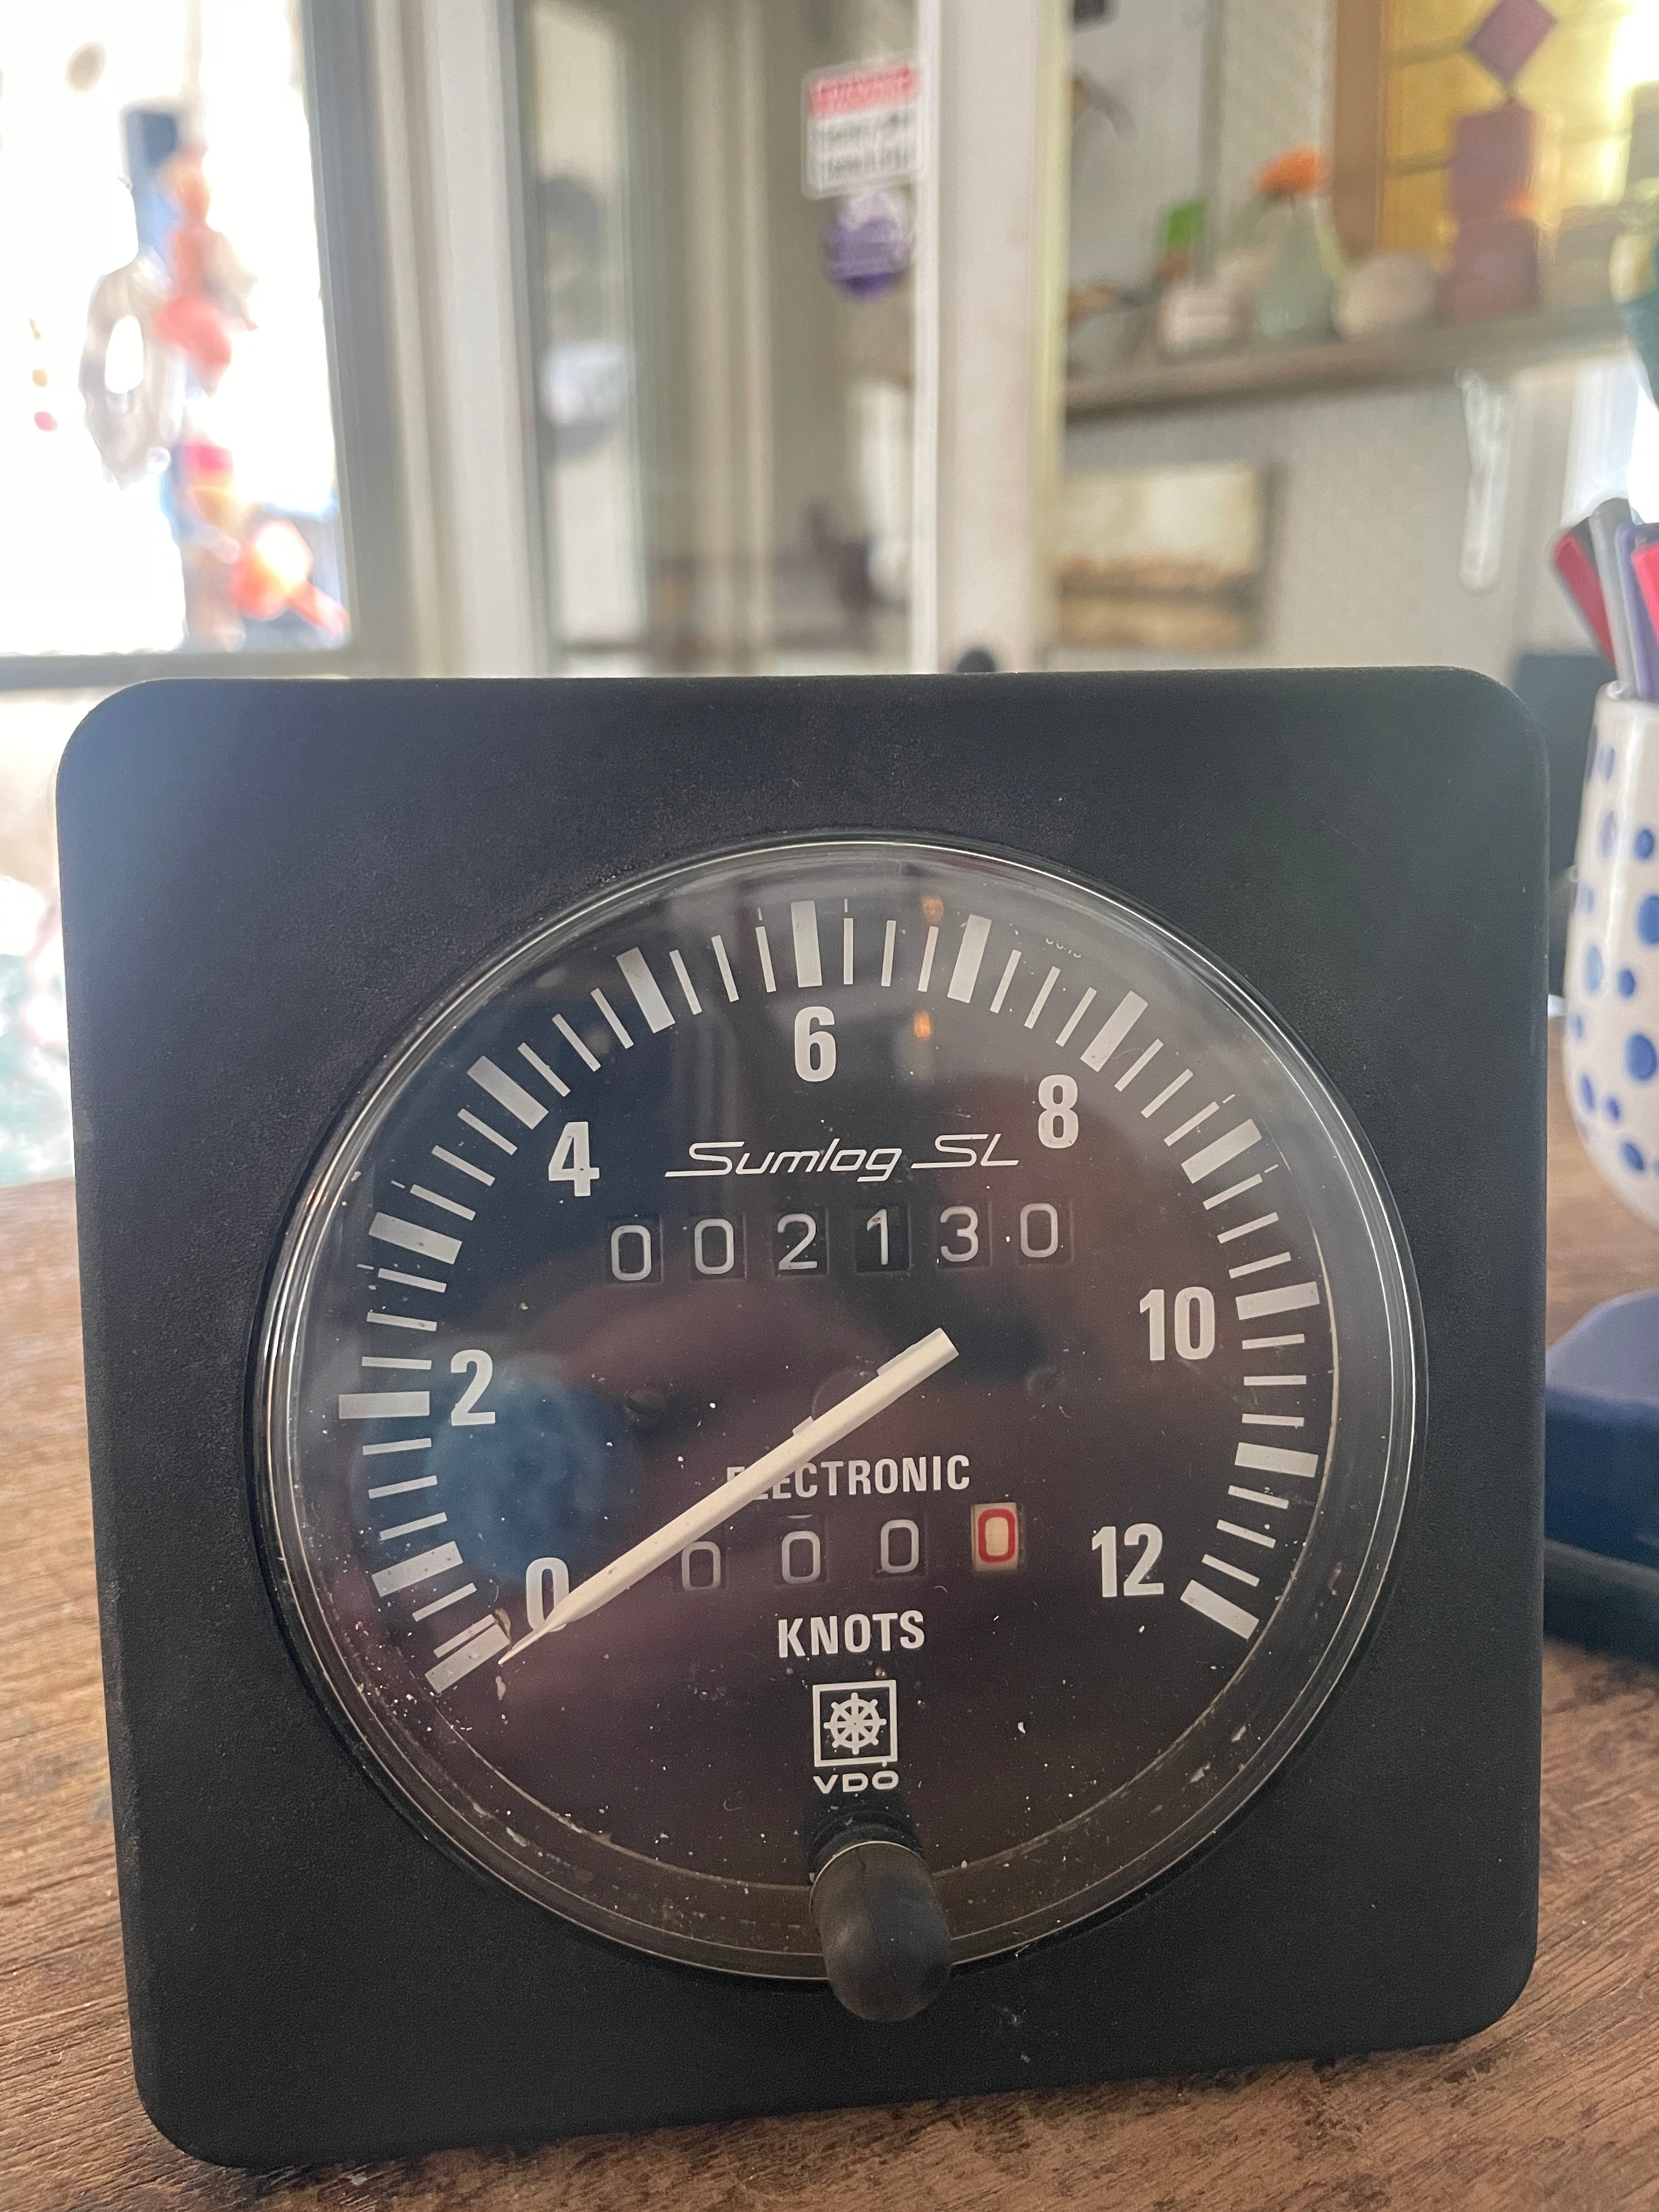 6
4
8
Sumlog SL
002130
10
2
ELECTRONIC
0000
12
0
KNOTS
VDO